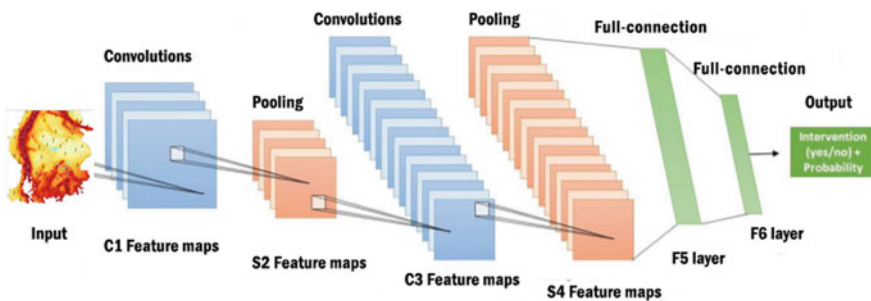 Convolutions
Convolutions
Pooling
Full-connection
Full-connection
Pooling
Output
Intervention
(yes/no) +
Probability
Input
C1 Feature maps
S2 Feature maps
C3 Feature maps
S4 Feature maps
F5 layer
F6 layer